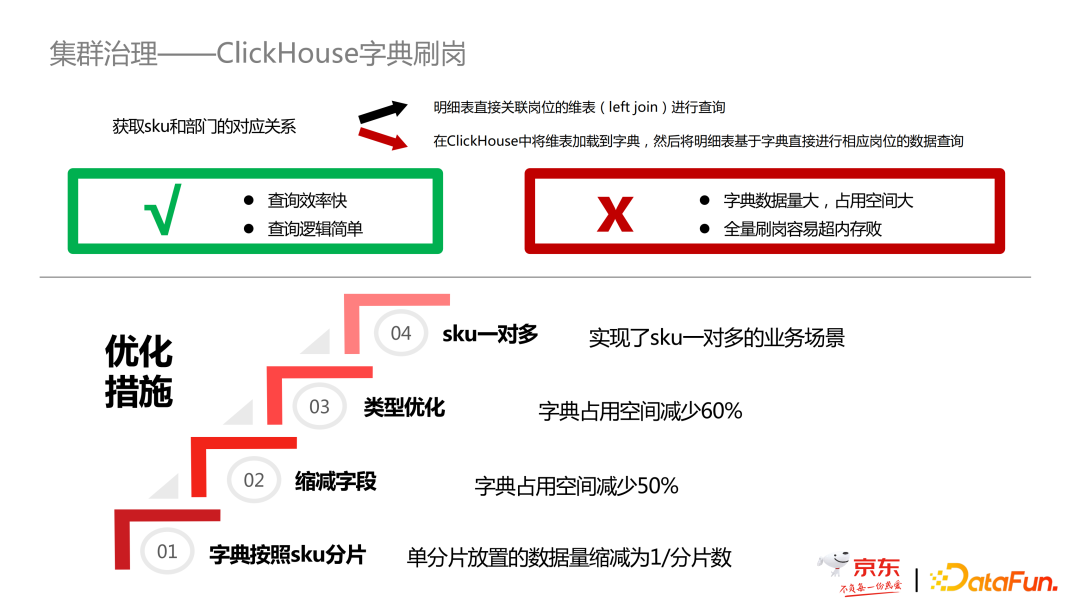 集群治理——ClickHouse字典刷岗
获取sku和部门的对应关系
明细表直接关联岗位的维表（left join）进行查询
在ClickHouse中将维表加载到字典，然后将明细表基于字典直接进行相应岗位的数据查询
√
● 查询效率快
● 查询逻辑简单
X
● 字典数据量大，占用空间大
● 全量刷岗容易超内存败
优化
措施
04
sku一对多
实现了sku一对多的业务场景
03
类型优化
字典占用空间减少60%
02
缩减字段
字典占用空间减少50%
01
字典按照sku分片
单分片放置的数据量缩减为1/分片数
京东
不负每一份热爱
DataFun.